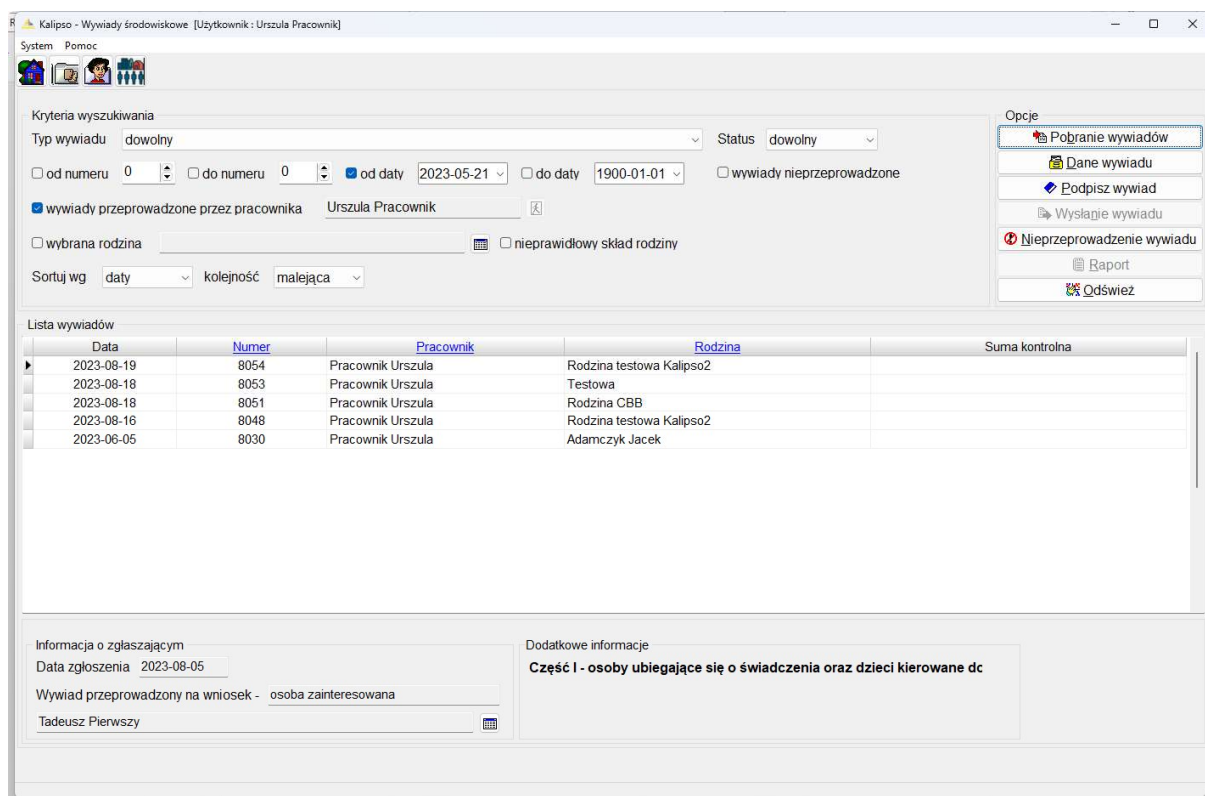 Kalipso - Wywiady środowiskowe [Użytkownik : Urszula Pracownik]
System Pomoc
Kryteria wyszukiwania
Typ wywiadu dowolny Status dowolny
od numeru 0 do numeru 0 od daty 2023-05-21 do daty 1900-01-01 wywiady nieprzeprowadzone
wywiady przeprowadzone przez pracownika Urszula Pracownik
wybrana rodzina nieprawidłowy skład rodziny
Sortuj wg daty kolejność malejąca
Opcje
Pobranie wywiadów
Dane wywiadu
Podpisz wywiad
Wysłanie wywiadu
Nieprzeprowadzenie wywiadu
Raport
Odśwież
Lista wywiadów
Data Numer Pracownik Rodzina Suma kontrolna
2023-08-19 8054 Pracownik Urszula Rodzina testowa Kalipso2
2023-08-18 8053 Pracownik Urszula Testowa
2023-08-18 8051 Pracownik Urszula Rodzina CBB
2023-08-16 8048 Pracownik Urszula Rodzina testowa Kalipso2
2023-06-05 8030 Pracownik Urszula Adamczyk Jacek
Informacja o zgłaszającym
Data zgłoszenia 2023-08-05
Wywiad przeprowadzony na wniosek - osoba zainteresowana
Tadeusz Pierwszy
Dodatkowe informacje
Część I - osoby ubiegające się o świadczenia oraz dzieci kierowane dc